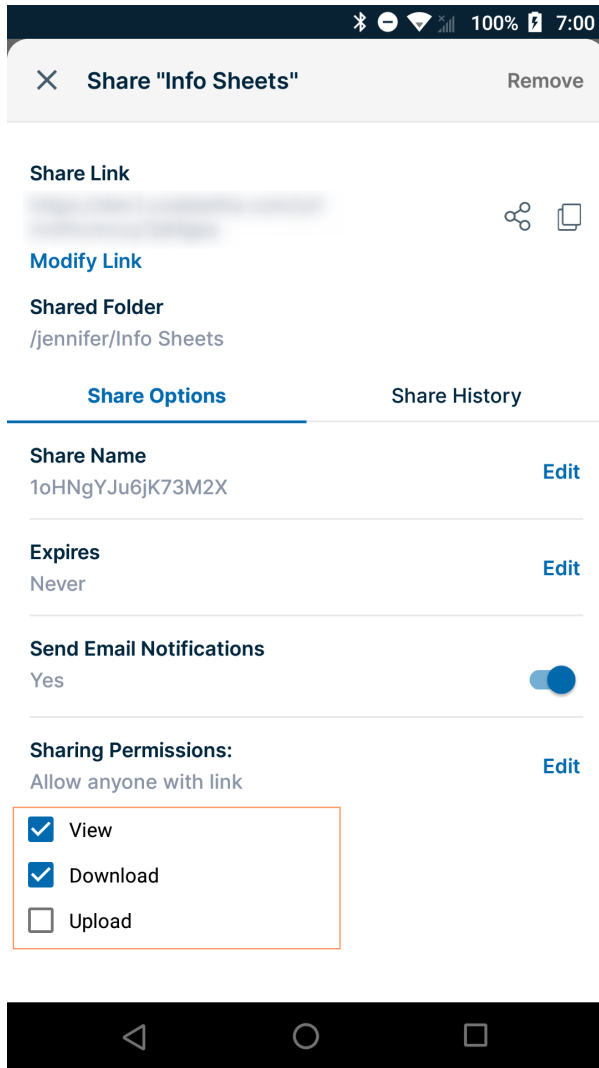 100% 7:00
Share "Info Sheets" Remove
Share Link
Modify Link
Shared Folder
/jennifer/Info Sheets
Share Options Share History
Share Name
1oHNgYJu6jK73M2X Edit
Expires
Never Edit
Send Email Notifications
Yes
Sharing Permissions:
Allow anyone with link Edit
View
Download
Upload